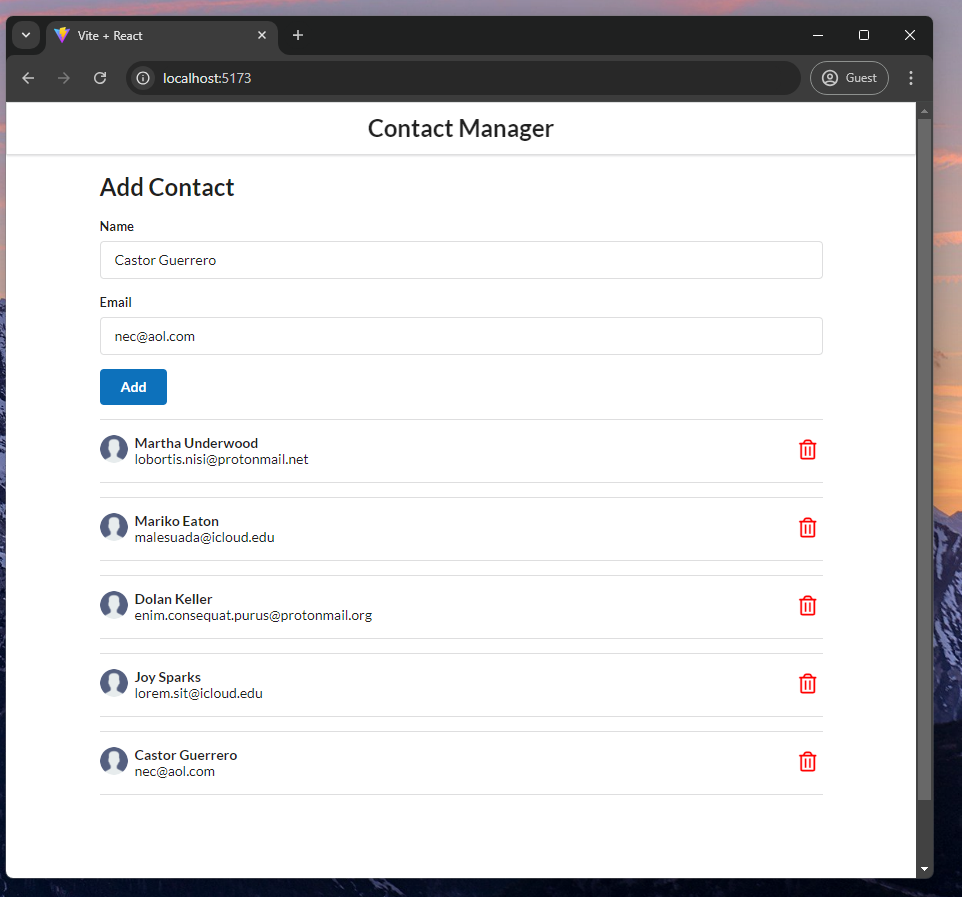 Vite + React
localhost:5173
Guest
Contact Manager
Add Contact
Name
Castor Guerrero
Email
nec@aol.com
Add
Martha Underwood
lobortis.nisi@protonmail.net
Mariko Eaton
malesuada@icloud.edu
Dolan Keller
enim.consequat.purus@protonmail.org
Joy Sparks
lorem.sit@icloud.edu
Castor Guerrero
nec@aol.com